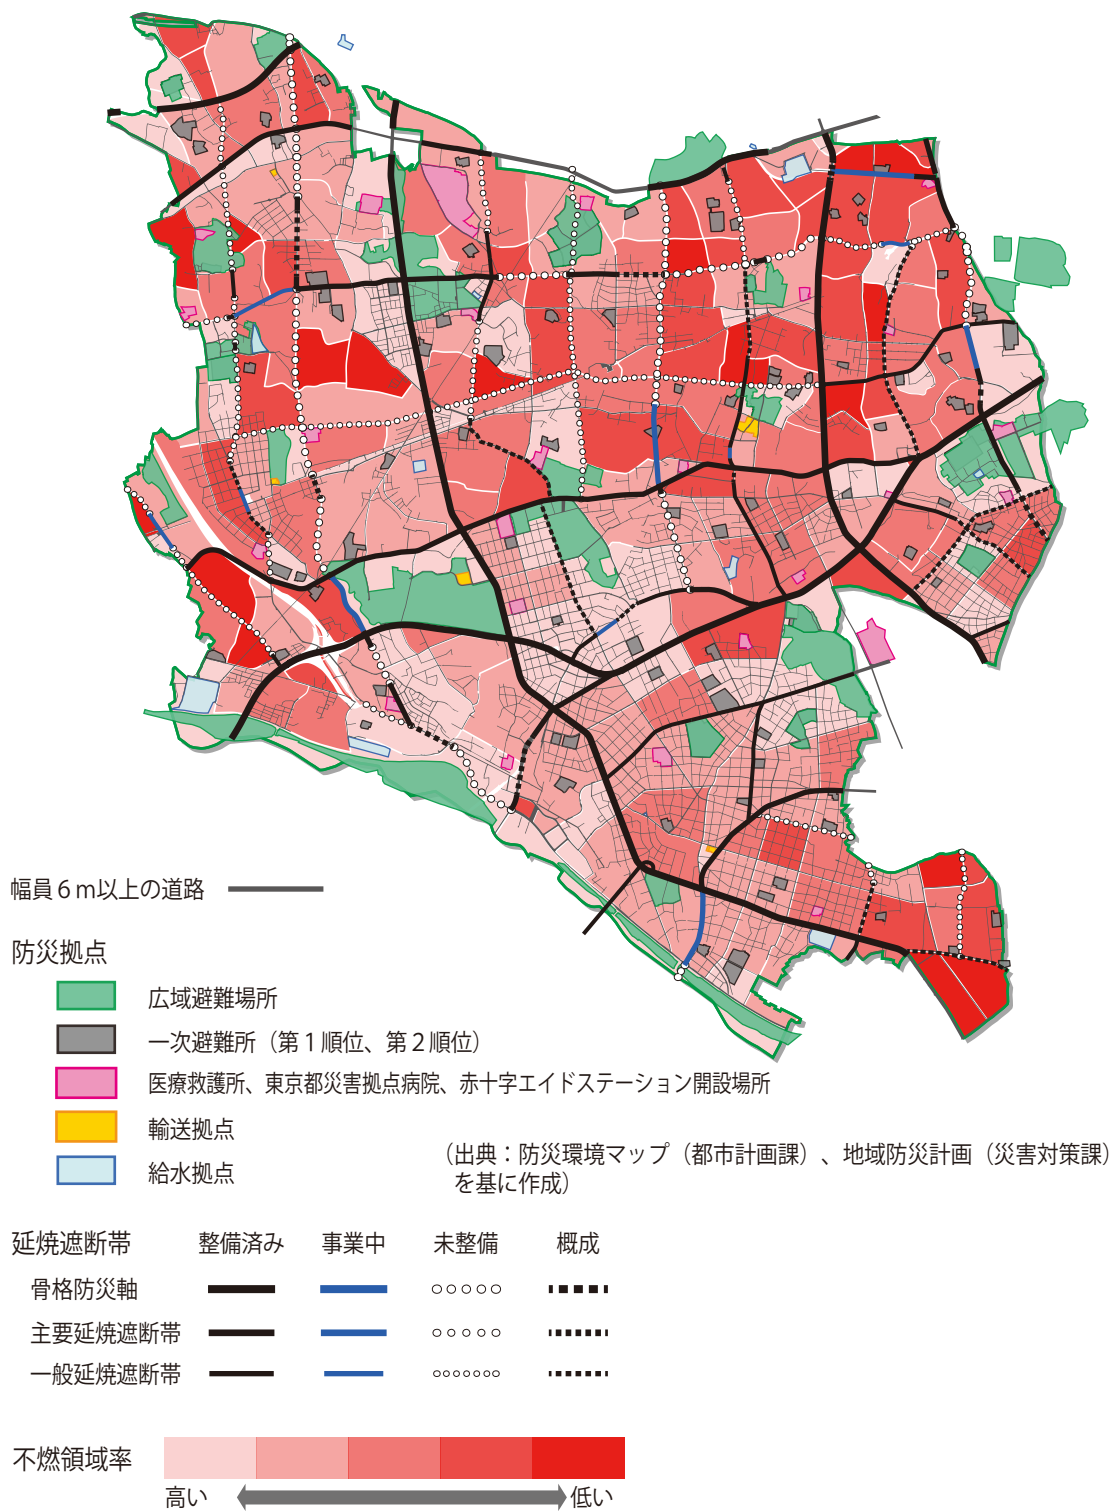 幅員６ｍ以上の道路
防災拠点
広域避難場所
一次避難所（第１順位、第２順位）
医療救護所、東京都災害拠点病院、赤十字エイドステーション開設場所
輸送拠点
給水拠点
（出典：防災環境マップ（都市計画課）、地域防災計画（災害対策課）
を基に作成）
延焼遮断帯 整備済み 事業中 未整備 概成
骨格防災軸
主要延焼遮断帯
一般延焼遮断帯
不燃領域率
高い 低い